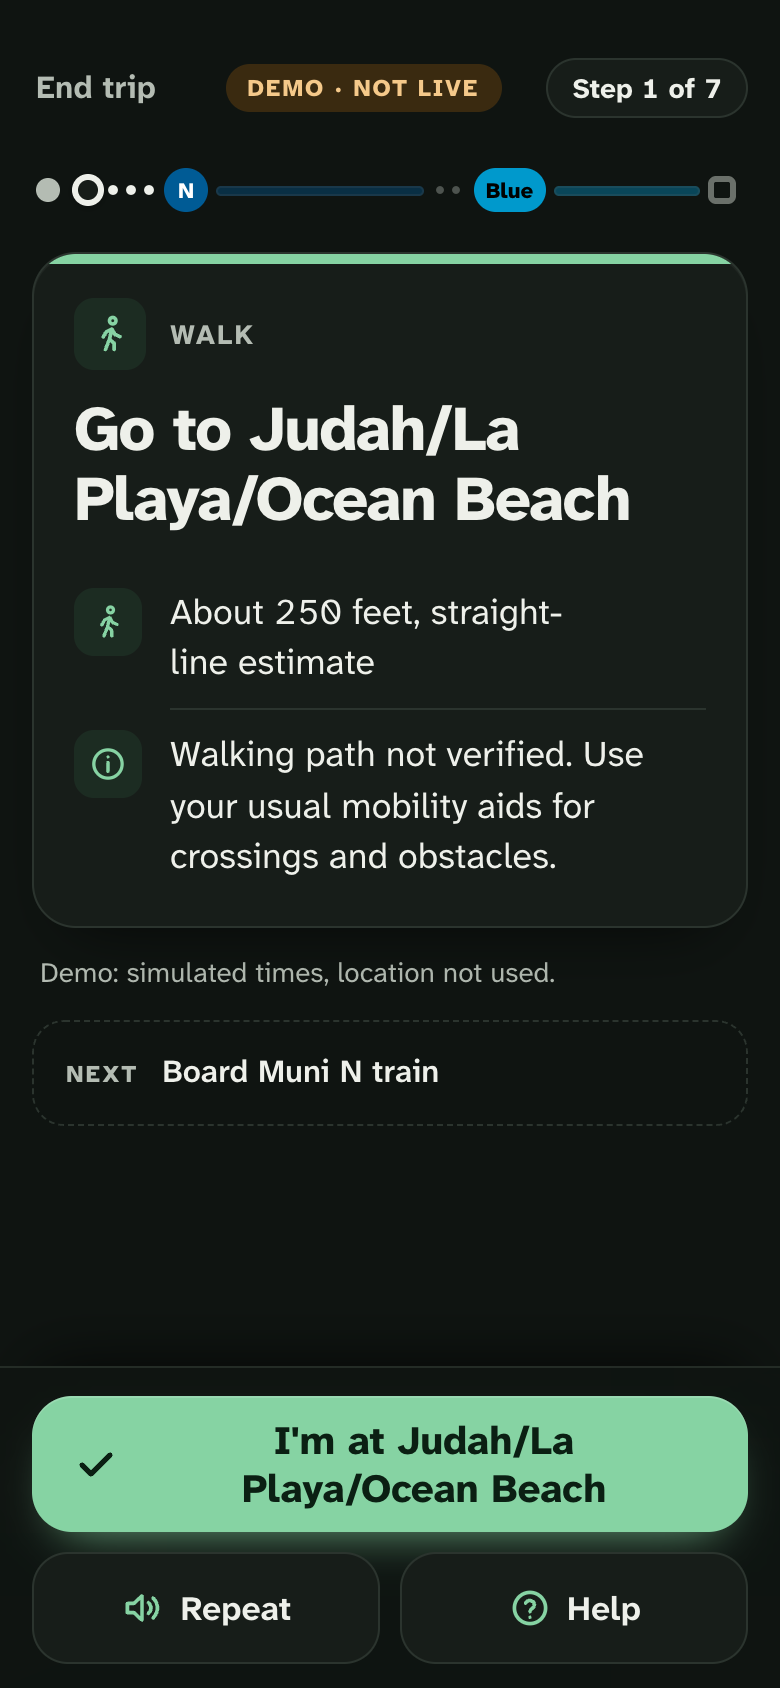 End trip
DEMO · NOT LIVE
Step 1 of 7
N
Blue
WALK
Go to Judah/La
Playa/Ocean Beach
About 250 feet, straight-
line estimate
Walking path not verified. Use
your usual mobility aids for
crossings and obstacles.
Demo: simulated times, location not used.
NEXT Board Muni N train
I'm at Judah/La
Playa/Ocean Beach
Repeat
Help